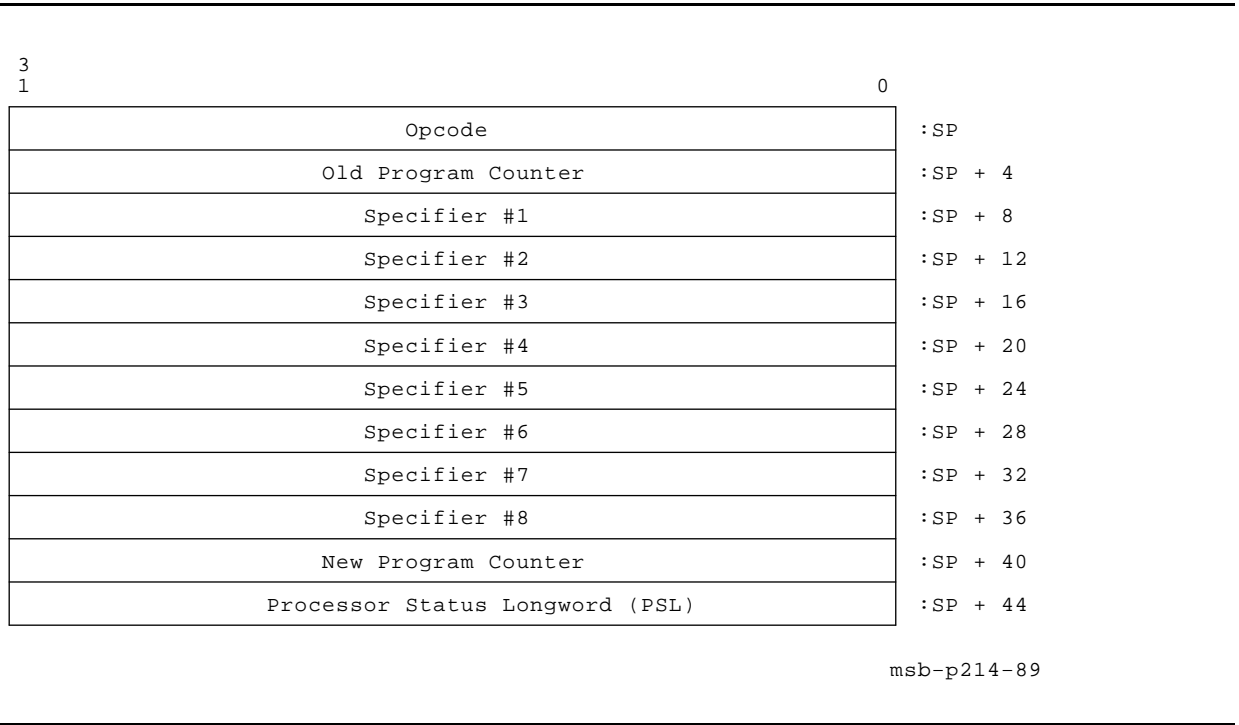 3
1 0
Opcode :SP
Old Program Counter :SP + 4
Specifier #1 :SP + 8
Specifier #2 :SP + 12
Specifier #3 :SP + 16
Specifier #4 :SP + 20
Specifier #5 :SP + 24
Specifier #6 :SP + 28
Specifier #7 :SP + 32
Specifier #8 :SP + 36
New Program Counter :SP + 40
Processor Status Longword (PSL) :SP + 44
msb-p214-89